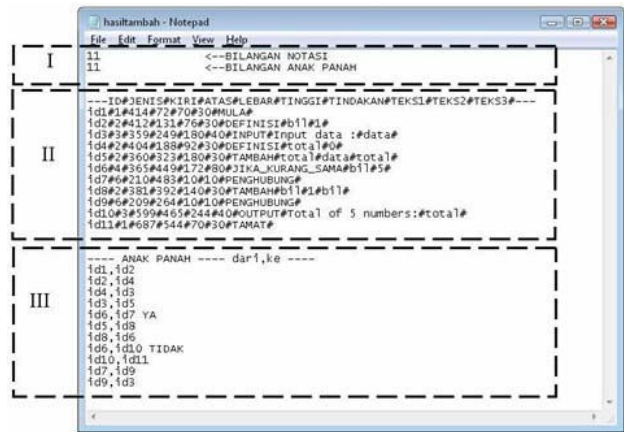 hasiltambah - Notepad
File Edit Format View Help
I
11 <--BILANGAN NOTASI
11 <--BILANGAN ANAK PANAH
II
---ID#JENIS#KIRI#ATAS#LEBAR#TINGGI#TINDAKAN#TEKS1#TEKS2#TEKS3#---
id1#1#414#72#70#30#MULA#
id2#2#412#131#76#30#DEFINISI#bil#1#
id3#3#359#249#180#40#INPUT#Input data :#data#
id4#2#404#188#92#30#DEFINISI#total#0#
id5#2#360#323#180#30#TAMBAH#total#data#total#
id6#4#365#449#172#80#JIKA_KURANG_SAMA#bil#5#
id7#6#210#483#10#10#PENGHUBUNG#
id8#2#381#392#140#30#TAMBAH#bil#1#bil#
id9#6#209#264#10#10#PENGHUBUNG#
id10#3#599#465#244#40#OUTPUT#Total of 5 numbers:#total#
id11#1#687#544#70#30#TAMAT#
III
---- ANAK PANAH ---- dari,ke ----
id1,id2
id2,id4
id4,id3
id3,id5
id6,id7 YA
id5,id8
id8,id6
id6,id10 TIDAK
id10,id11
id7,id9
id9,id3